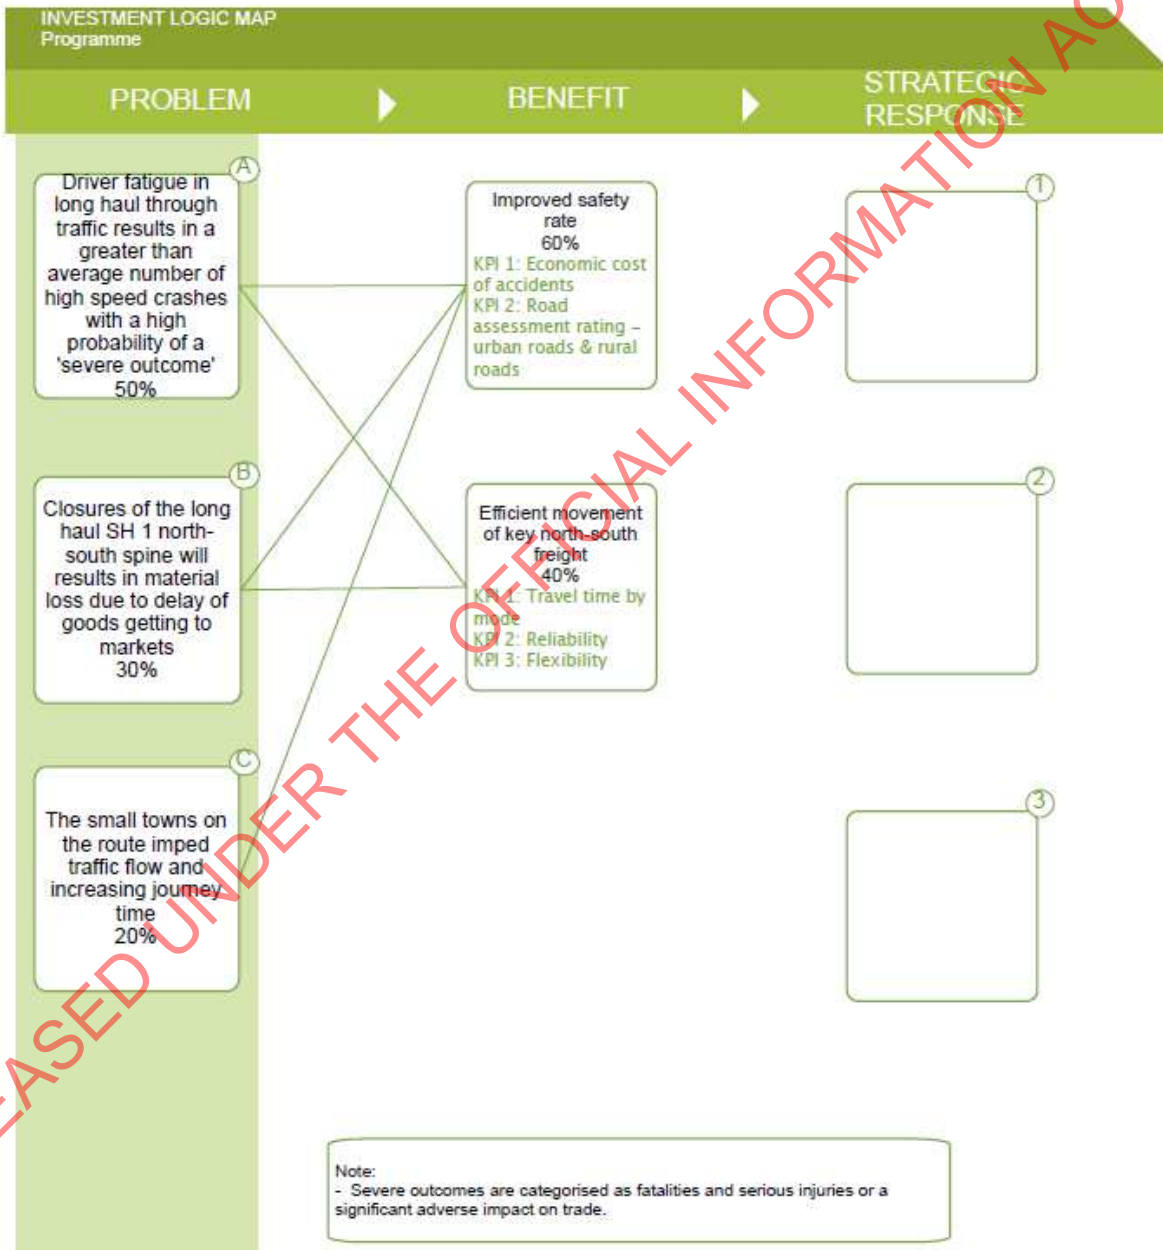 INVESTMENT LOGIC MAP
Programme
PROBLEM
BENEFIT
STRATEGIC
RESPONSE
A
Driver fatigue in
long haul through
traffic results in a
greater than
average number of
high speed crashes
with a high
probability of a
'severe outcome'
50%
B
Closures of the long
haul SH 1 north-
south spine will
results in material
loss due to delay of
goods getting to
markets
30%
C
The small towns on
the route imped
traffic flow and
increasing journey
time
20%
Improved safety
rate
60%
KPI 1: Economic cost
of accidents
KPI 2: Road
assessment rating –
urban roads & rural
roads
Efficient movement
of key north-south
freight
40%
KPI 1: Travel time by
mode
KPI 2: Reliability
KPI 3: Flexibility
1
2
3
Note:
- Severe outcomes are categorised as fatalities and serious injuries or a
significant adverse impact on trade.
EASED UNDER THE OFFICIAL INFORMATION AC